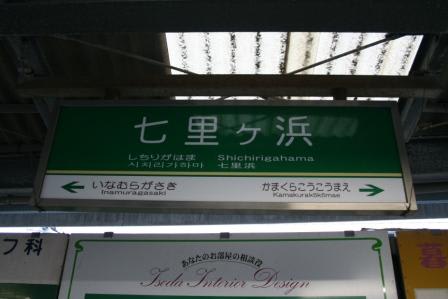 七里ヶ浜
しちりがはま Shichirigahama
시치리가하마 七里浜
いなむらがさき
Inamuragasaki
かまくらこうこうまえ
Kamakurakōkōmae
フ科
あなたのお部屋の相談役
Iseda Interior Design